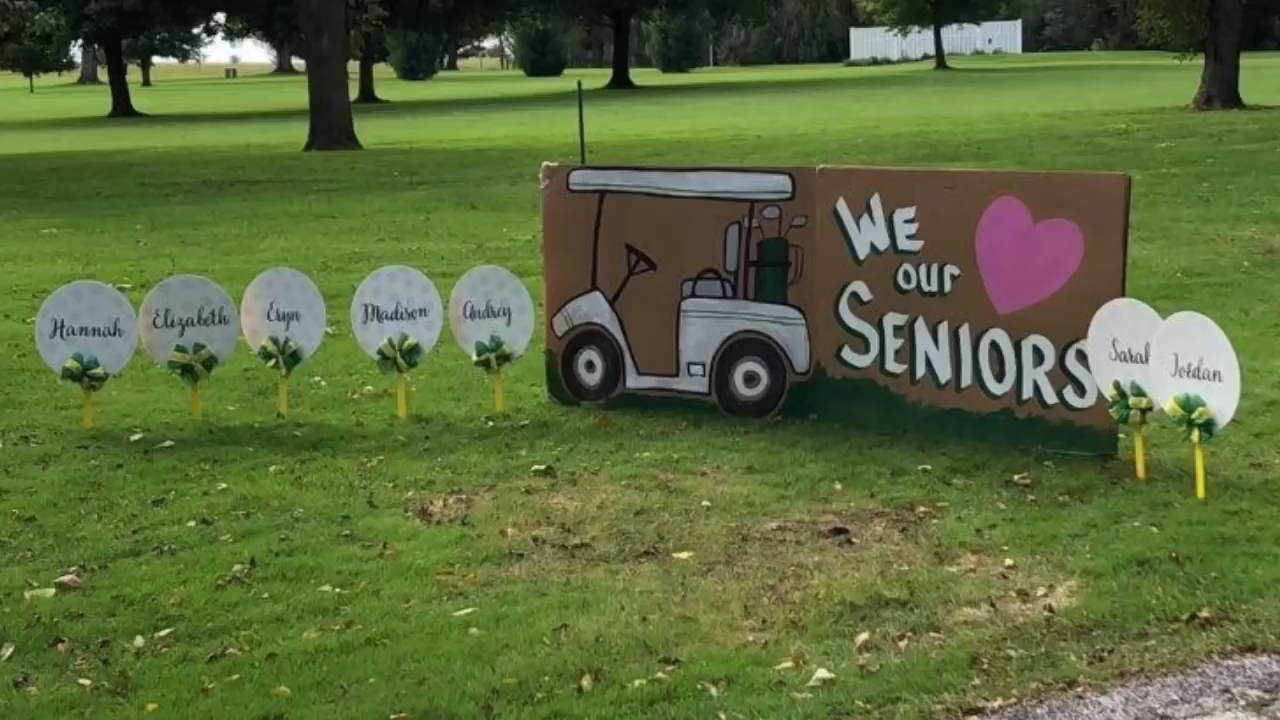 Hannah
Elizabeth
Eryn
Madison
Audrey
WE
our
SENIORS
Sarah
Jordan